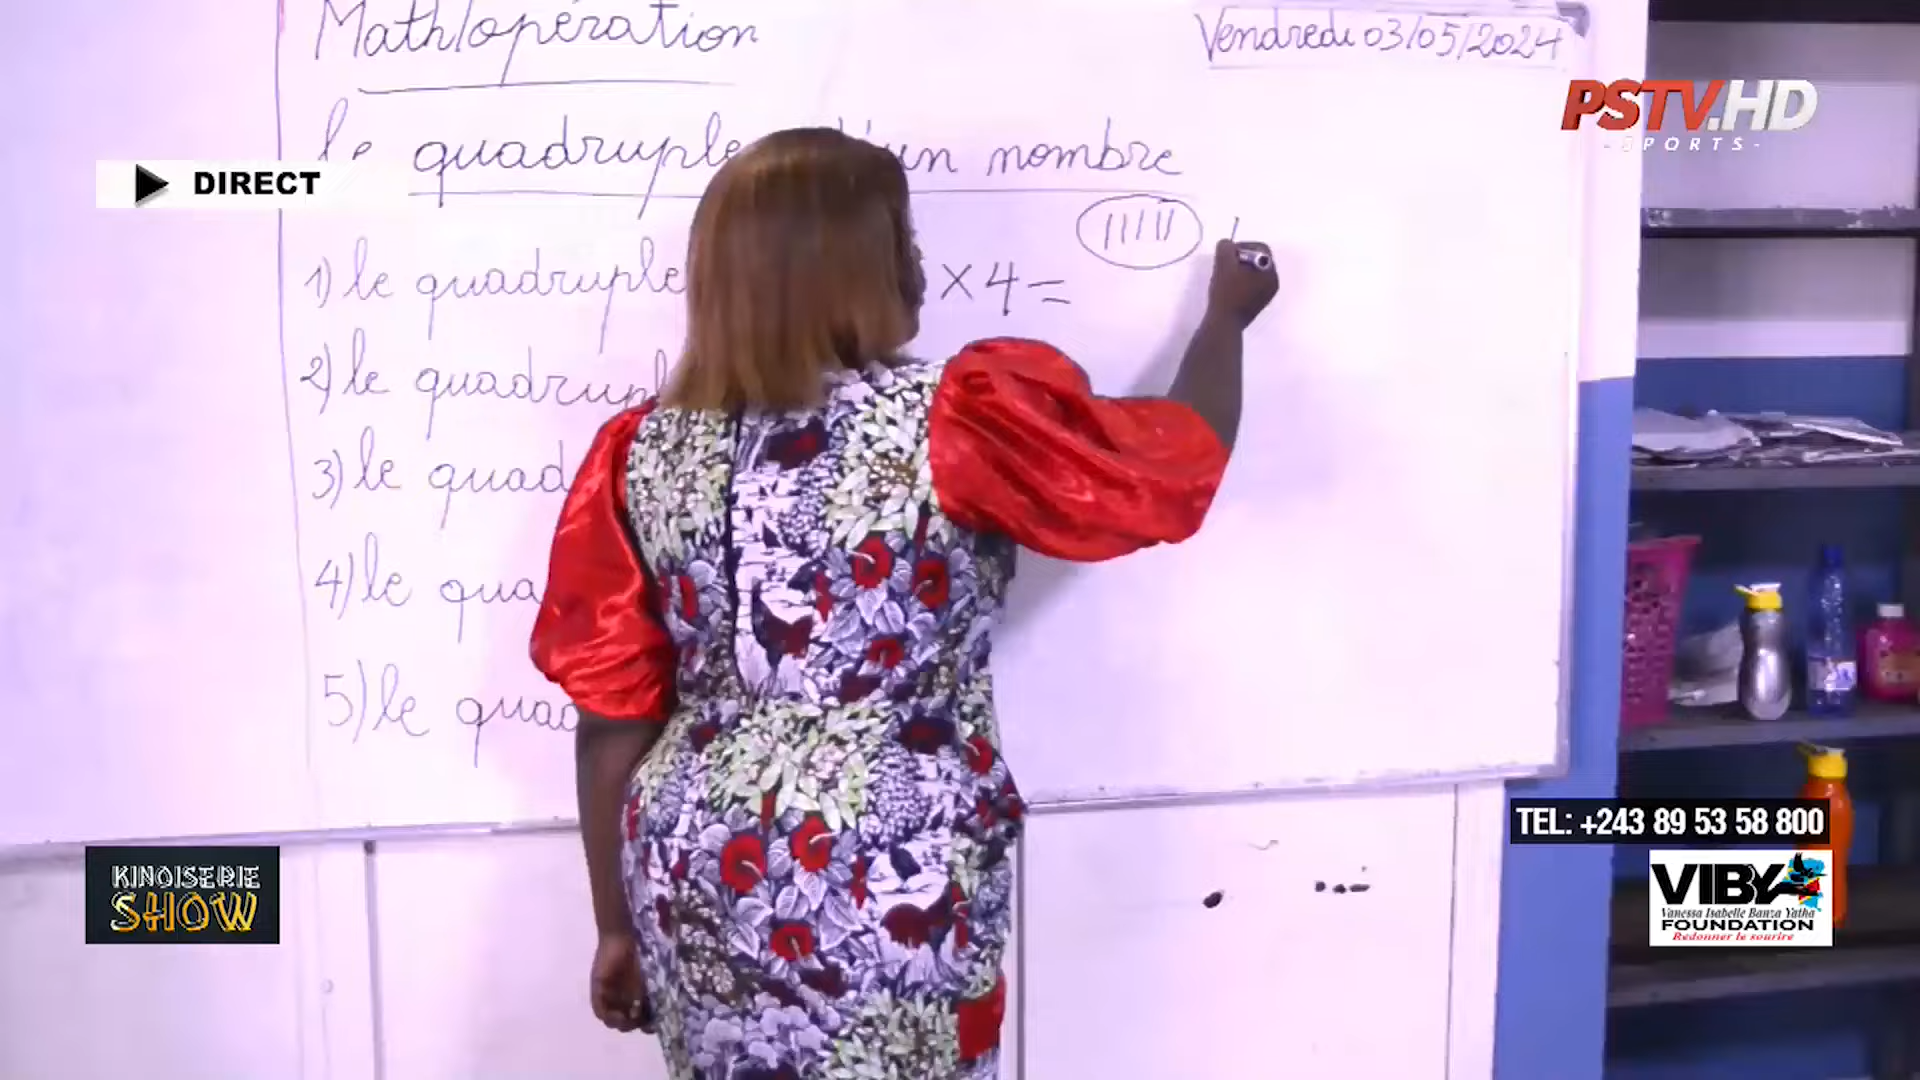 Math/opération
Vendredi 03/05/2024
PSTV.HD
-SPORTS-
le quadruple d'un nombre
DIRECT
1) le quadruple ×4=
2) le quadrupl
3) le quad
4) le qua
5) le quad
TEL: +243 89 53 58 800
KINOISERIE
SHOW
VIBY
Vanessa Isabelle Banza Yatha
FOUNDATION
Redonner le sourire